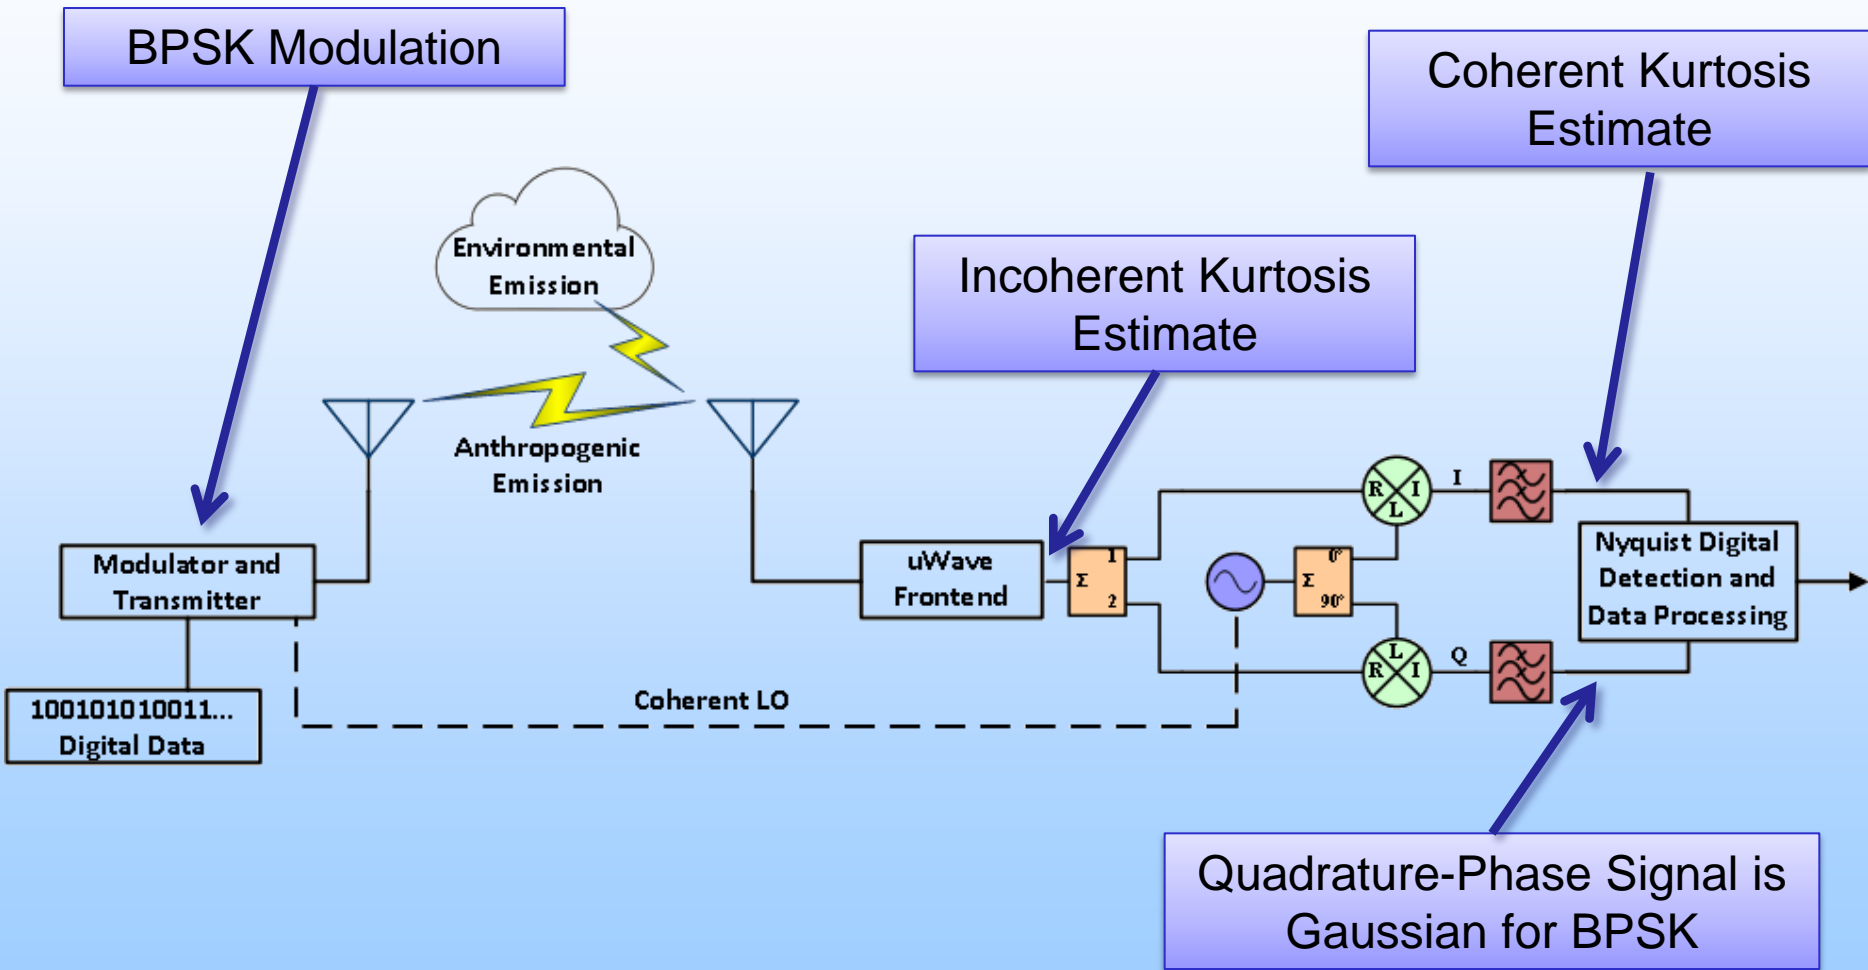 BPSK Modulation
Coherent Kurtosis
Estimate
Environmental
Emission
Incoherent Kurtosis
Estimate
Anthropogenic
Emission
Modulator and
Transmitter
100101010011...
Digital Data
Coherent LO
uWave
Frontend
Σ
1
2
Σ
0°
90°
R
I
L
I
L
R
I
Q
Nyquist Digital
Detection and
Data Processing
Quadrature-Phase Signal is
Gaussian for BPSK